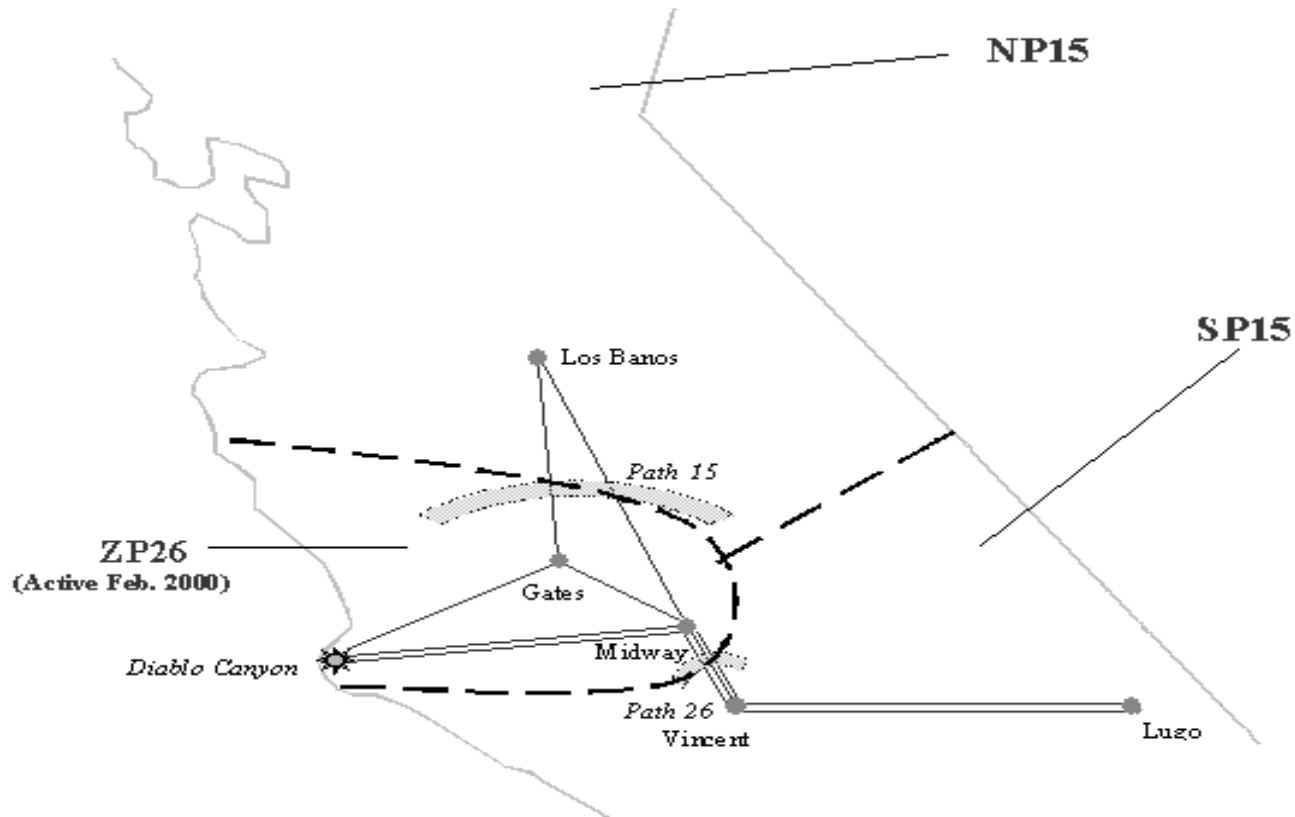 NP15
SP15
Los Banos
Path 15
ZP26
(Active Feb. 2000)
Gates
Midway
Diablo Canyon
Path 26
Vincent
Lugo